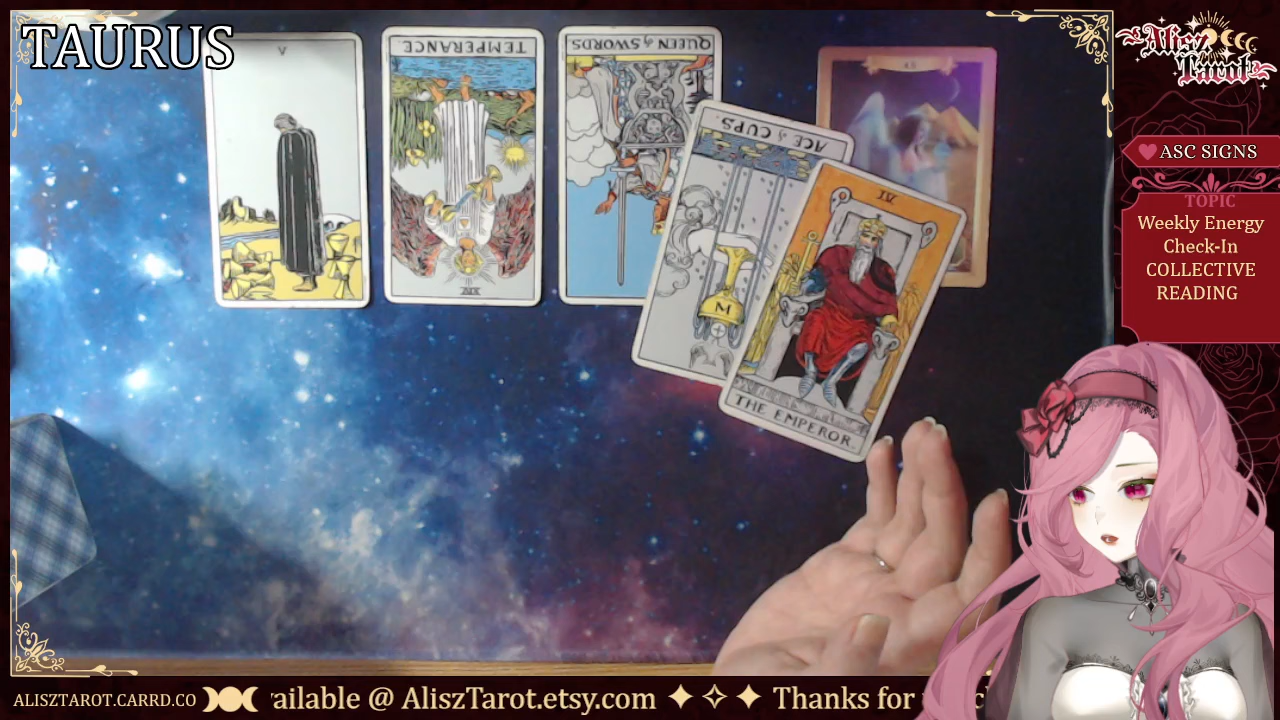 TAURUS
V
TEMPERANCE
XIV
QUEEN of SWORDS
ACE of CUPS.
IV
THE EMPEROR.
Alisz
Tarot
ASC SIGNS
TOPIC
Weekly Energy
Check-In
COLLECTIVE
READING
ALISZTAROT.CARRD.CO
ailable @ AliszTarot.etsy.com ✦ ✧ ✦ Thanks for